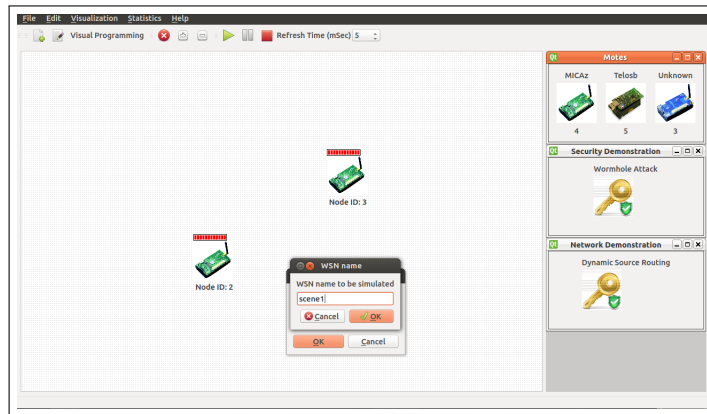 File Edit Visualization Statistics Help
Visual Programming Refresh Time (mSec) 5
Motes
MICAz Telosb Unknown
4 5 3
Security Demonstration
Wormhole Attack
Network Demonstration
Dynamic Source Routing
Node ID: 3
Node ID: 2
WSN name
WSN name to be simulated
scene1
Cancel OK
OK Cancel